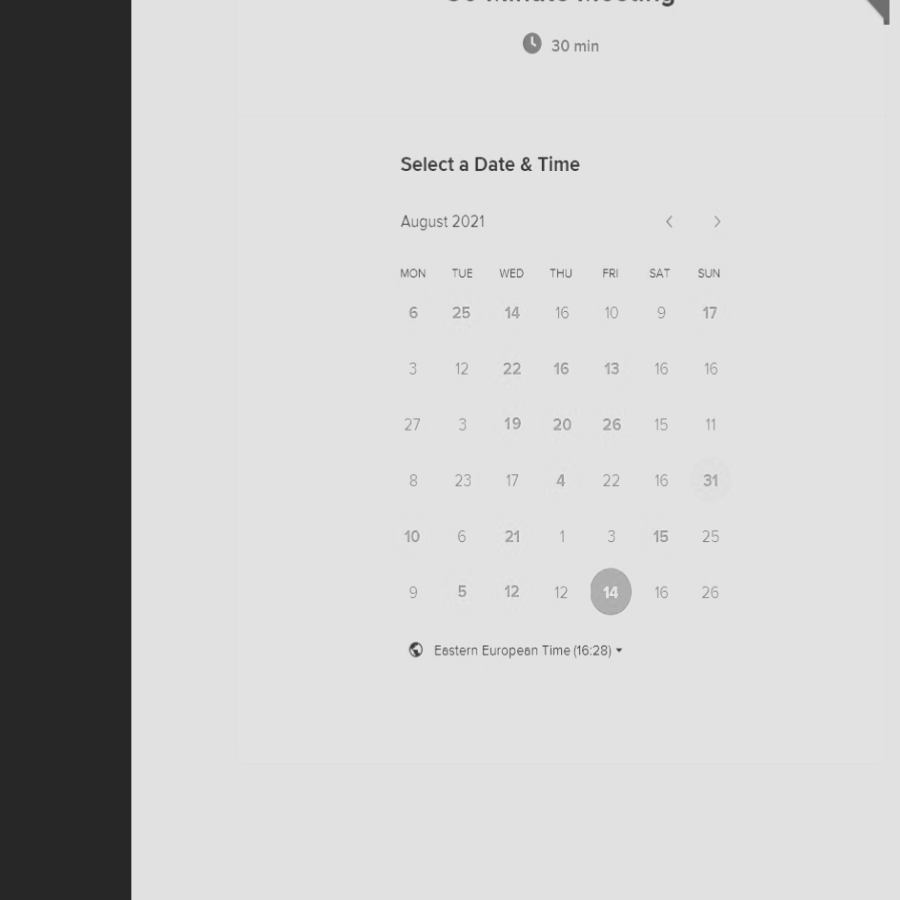 30 min
Select a Date & Time
August 2021
MON TUE WED THU FRI SAT SUN
6 25 14 16 10 9 17
3 12 22 16 13 16 16
27 3 19 20 26 15 11
8 23 17 4 22 16 31
10 6 21 1 3 15 25
9 5 12 12 14 16 26
Eastern European Time (16:28)